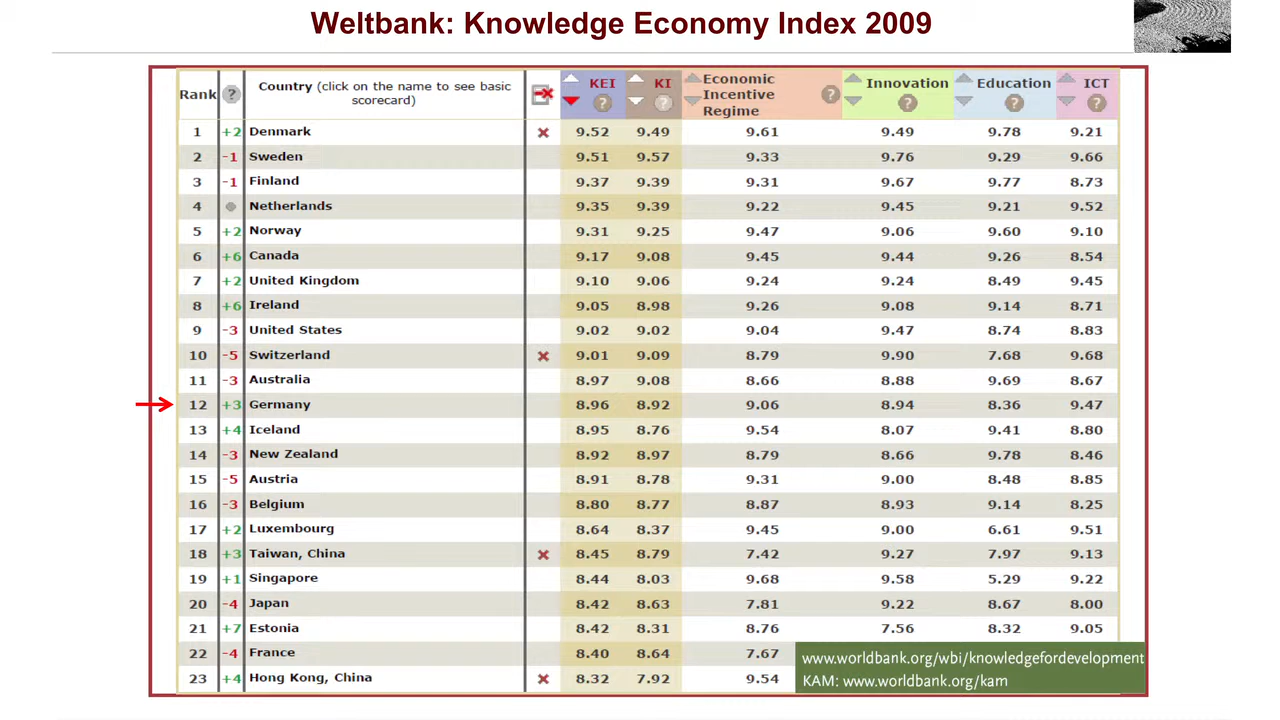 Weltbank: Knowledge Economy Index 2009
Rank ? Country (click on the name to see basic scorecard) KEI ? KI ? Economic Incentive Regime ? Innovation ? Education ? ICT ?
1 +2 Denmark 9.52 9.49 9.61 9.49 9.78 9.21
2 -1 Sweden 9.51 9.57 9.33 9.76 9.29 9.66
3 -1 Finland 9.37 9.39 9.31 9.67 9.77 8.73
4 Netherlands 9.35 9.39 9.22 9.45 9.21 9.52
5 +2 Norway 9.31 9.25 9.47 9.06 9.60 9.10
6 +6 Canada 9.17 9.08 9.45 9.44 9.26 8.54
7 +2 United Kingdom 9.10 9.06 9.24 9.24 8.49 9.45
8 +6 Ireland 9.05 8.98 9.26 9.08 9.14 8.71
9 -3 United States 9.02 9.02 9.04 9.47 8.74 8.83
10 -5 Switzerland 9.01 9.09 8.79 9.90 7.68 9.68
11 -3 Australia 8.97 9.08 8.66 8.88 9.69 8.67
12 +3 Germany 8.96 8.92 9.06 8.94 8.36 9.47
13 +4 Iceland 8.95 8.76 9.54 8.07 9.41 8.80
14 -3 New Zealand 8.92 8.97 8.79 8.66 9.78 8.46
15 -5 Austria 8.91 8.78 9.31 9.00 8.48 8.85
16 -3 Belgium 8.80 8.77 8.87 8.93 9.14 8.25
17 +2 Luxembourg 8.64 8.37 9.45 9.00 6.61 9.51
18 +3 Taiwan, China 8.45 8.79 7.42 9.27 7.97 9.13
19 +1 Singapore 8.44 8.03 9.68 9.58 5.29 9.22
20 -4 Japan 8.42 8.63 7.81 9.22 8.67 8.00
21 +7 Estonia 8.42 8.31 8.76 7.56 8.32 9.05
22 -4 France 8.40 8.64 7.67
23 +4 Hong Kong, China 8.32 7.92 9.54
www.worldbank.org/wbi/knowledgefordevelopment
KAM: www.worldbank.org/kam